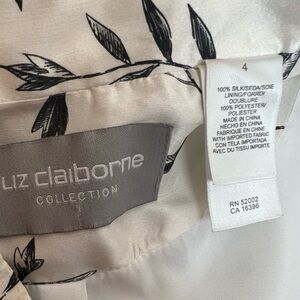 LIZ claiborne
COLLECTION
4
100% SILK/SEDA/SOIE
LINING/FORRO/
DOUBLURE
100% POLYESTER/
POLIESTER
MADE IN CHINA
HECHO EN CHINA
FABRIQUE EN CHINE
WITH IMPORTED FABRIC
CON TELA IMPORTADA
AVEC DU TISSU IMPORTE
RN 52002
CA 16396